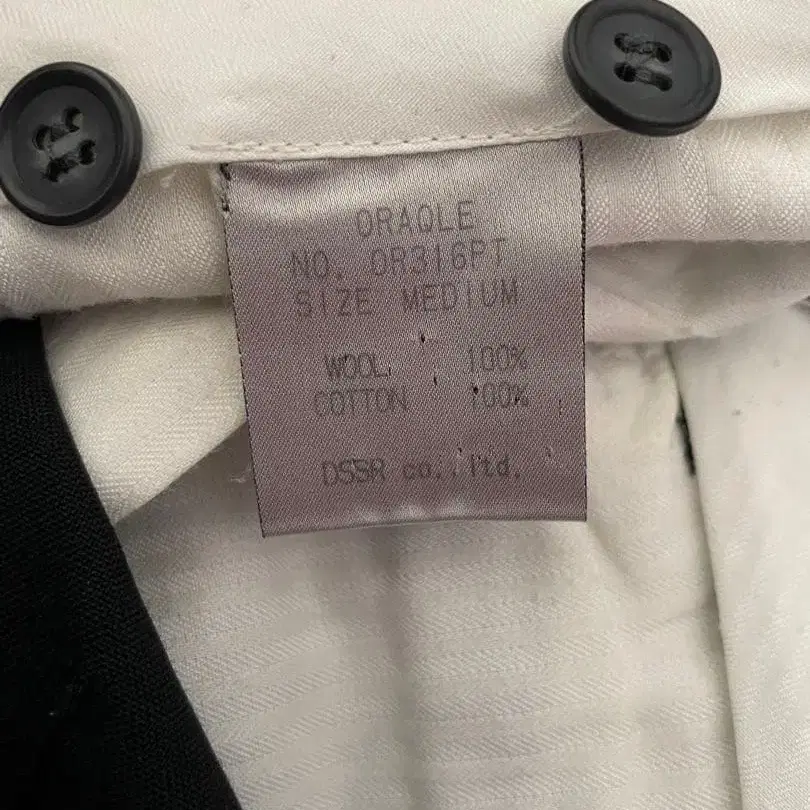 ORAQLE
NO. OR316PT
SIZE MEDIUM
WOOL 100%
COTTON 100%
DSSR co., ltd.